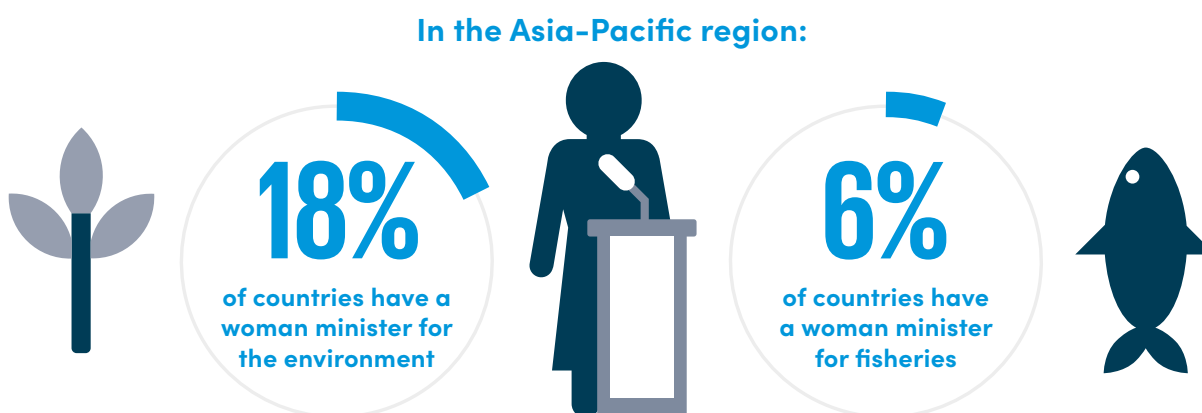 In the Asia-Pacific region:
18%
of countries have a
woman minister for
the environment
6%
of countries have
a woman minister
for fisheries